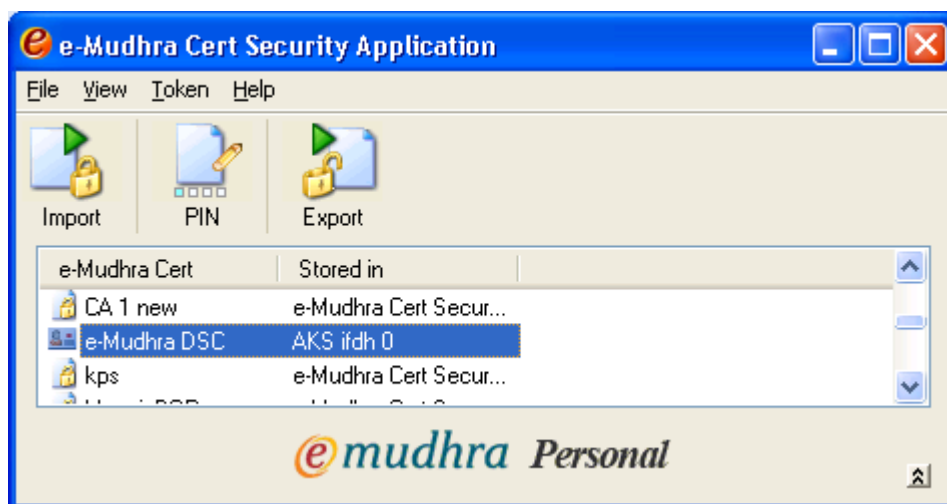 e-Mudhra Cert Security Application
File View Token Help
Import PIN Export
e-Mudhra Cert Stored in
CA 1 new e-Mudhra Cert Secur...
e-Mudhra DSC AKS ifdh 0
kps e-Mudhra Cert Secur...
emudhra Personal